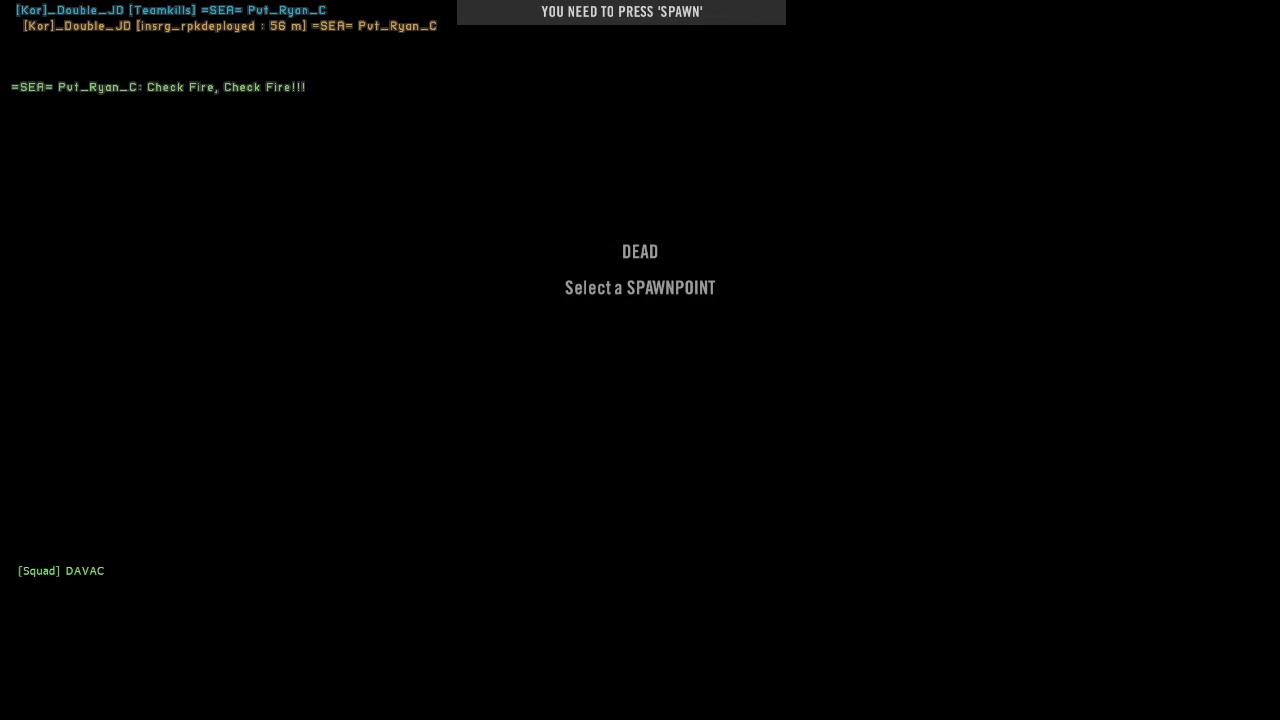 [Kor]_Double_JD [Teamkills] =SEA= Pvt_Ryan_C
YOU NEED TO PRESS 'SPAWN'
[Kor]_Double_JD [insrg_rpkdeployed : 56 m] =SEA= Pvt_Ryan_C
=SEA= Pvt_Ryan_C: Check Fire, Check Fire!!!
DEAD
Select a SPAWNPOINT
[Squad] DAVAC